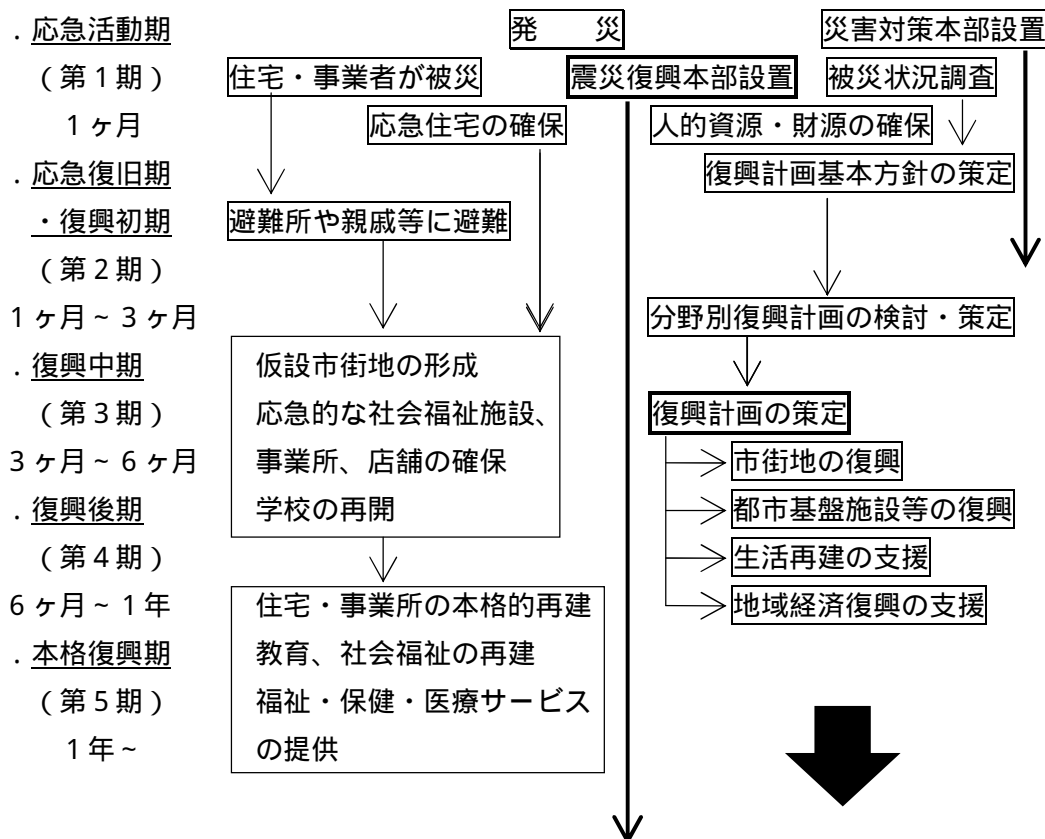 ．応急活動期
（第１期）
１ヶ月
．応急復旧期
・復興初期
（第２期）
１ヶ月～３ヶ月
．復興中期
（第３期）
３ヶ月～６ヶ月
．復興後期
（第４期）
６ヶ月～１年
．本格復興期
（第５期）
１年～
発　　災
災害対策本部設置
住宅・事業者が被災
震災復興本部設置
被災状況調査
応急住宅の確保
人的資源・財源の確保
復興計画基本方針の策定
避難所や親戚等に避難
分野別復興計画の検討・策定
仮設市街地の形成
応急的な社会福祉施設、
事業所、店舗の確保
学校の再開
復興計画の策定
市街地の復興
都市基盤施設等の復興
生活再建の支援
地域経済復興の支援
住宅・事業所の本格的再建
教育、社会福祉の再建
福祉・保健・医療サービス
の提供